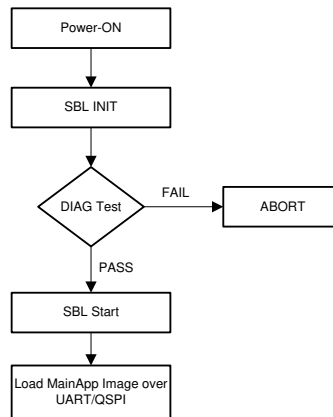 Power-ON
SBL INIT
DIAG Test
FAIL
ABORT
PASS
SBL Start
Load MainApp Image over
UART/QSPI